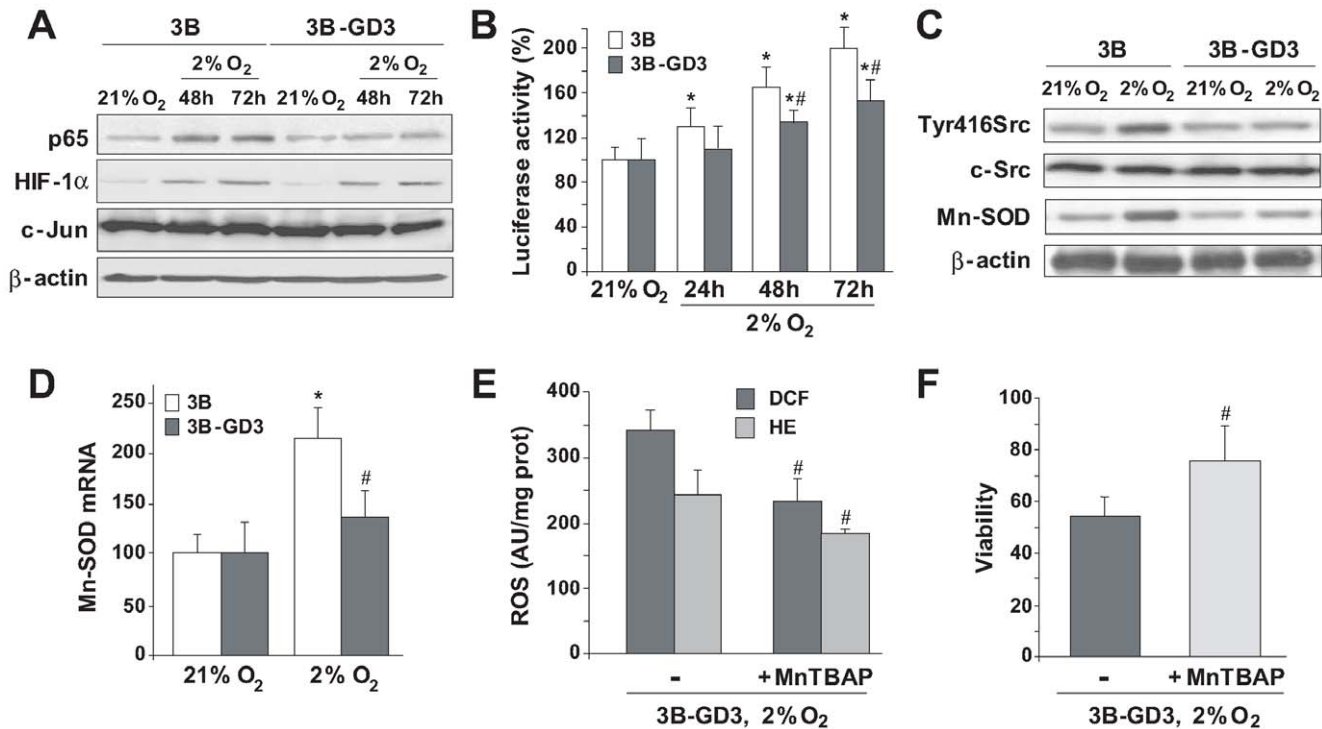 A
3B 3B-GD3
2% O2 2% O2
21% O2 48h 72h 21% O2 48h 72h
p65
HIF-1α
c-Jun
β-actin
B
Luciferase activity (%)
200
160
120
80
40
0
3B
3B-GD3
*
*
*#
*
*#
21% O2 24h 48h 72h
2% O2
C
3B 3B-GD3
21% O2 2% O2 21% O2 2% O2
Tyr416Src
c-Src
Mn-SOD
β-actin
D
Mn-SOD mRNA
250
200
150
100
50
0
3B
3B-GD3
*
#
21% O2 2% O2
E
ROS (AU/mg prot)
400
300
200
100
0
DCF
HE
#
#
- + MnTBAP
3B-GD3, 2% O2
F
Viability
100
80
60
40
20
0
#
- + MnTBAP
3B-GD3, 2% O2